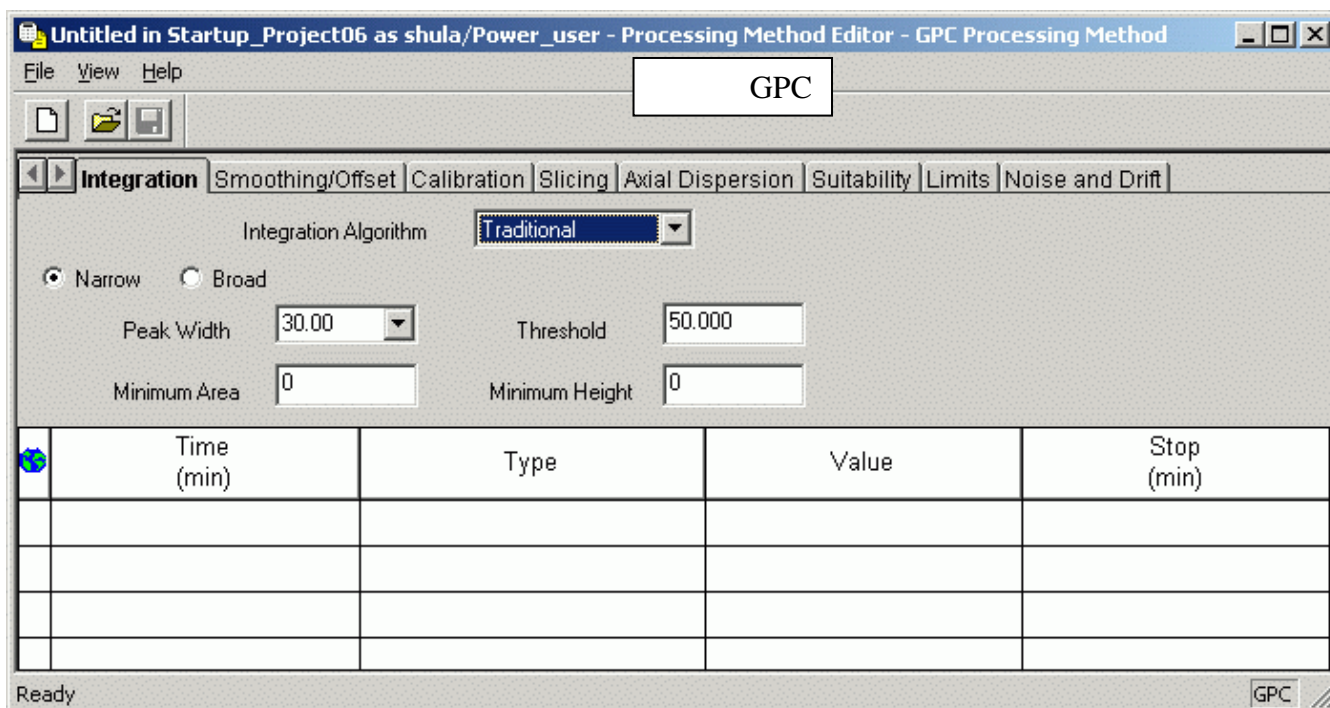 Untitled in Startup_Project06 as shula/Power_user - Processing Method Editor - GPC Processing Method
File View Help
GPC
Integration Smoothing/Offset Calibration Slicing Axial Dispersion Suitability Limits Noise and Drift
Integration Algorithm Traditional
Narrow Broad
Peak Width 30.00 Threshold 50.000
Minimum Area 0 Minimum Height 0
Time (min) Type Value Stop (min)
Ready GPC